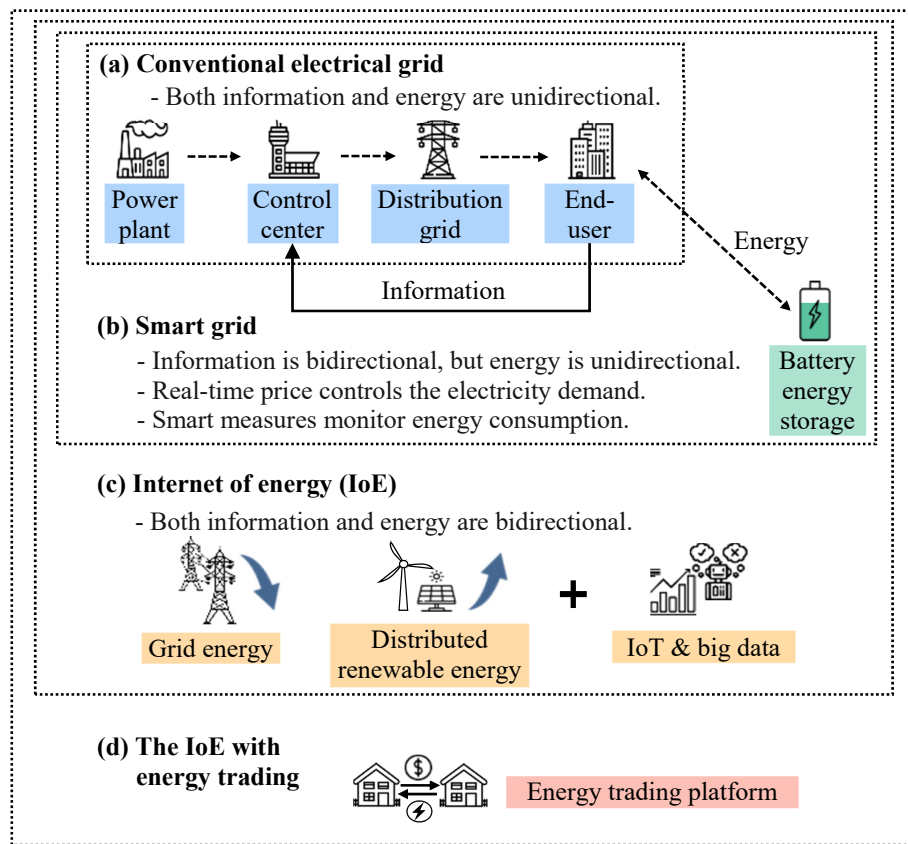 (a) Conventional electrical grid
- Both information and energy are unidirectional.
Power
plant
Control
center
Distribution
grid
End-
user
Energy
Information
(b) Smart grid
- Information is bidirectional, but energy is unidirectional.
- Real-time price controls the electricity demand.
- Smart measures monitor energy consumption.
Battery
energy
storage
(c) Internet of energy (IoE)
- Both information and energy are bidirectional.
+
Grid energy
Distributed
renewable energy
IoT & big data
(d) The IoE with
energy trading
$
Energy trading platform